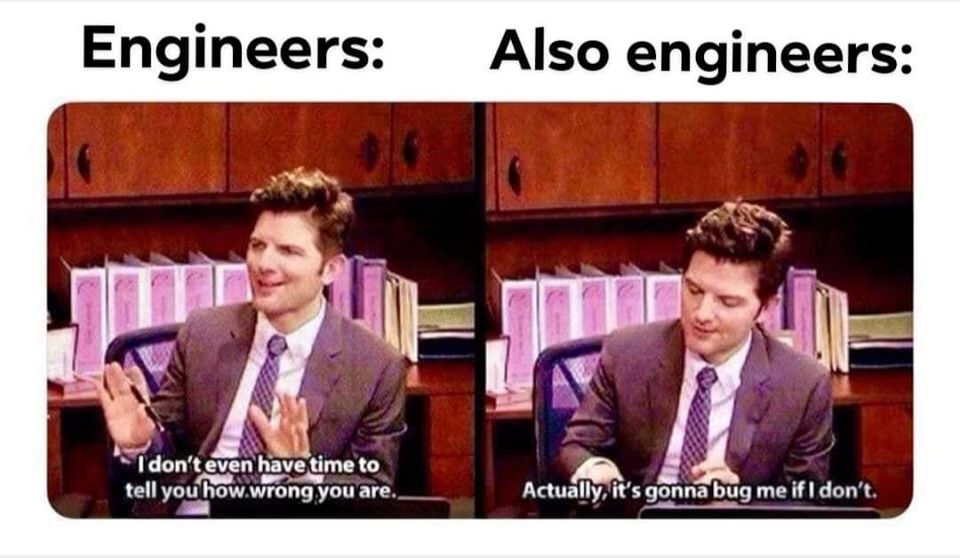 Engineers:
Also engineers:
I don't even have time to
tell you how wrong you are.
Actually, it's gonna bug me if I don't.